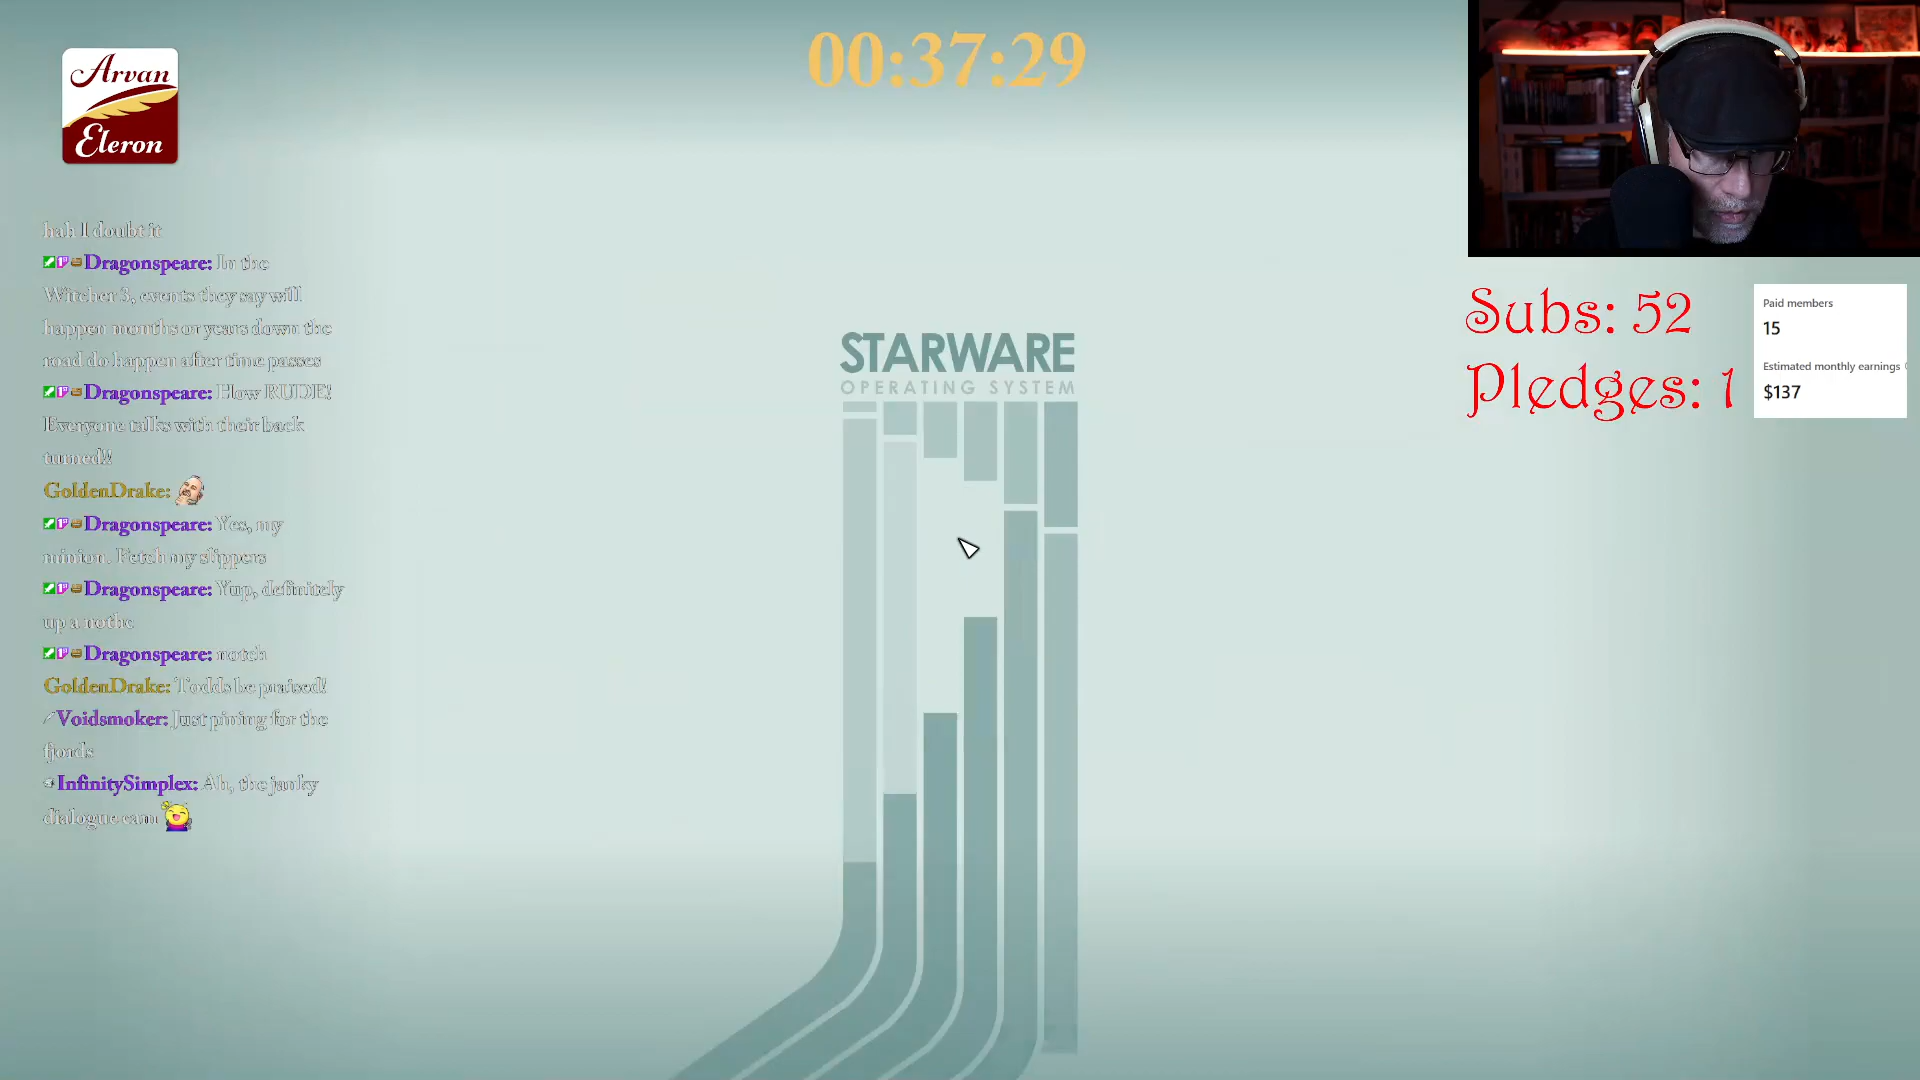 00:37:29
Arvan
Eleron
hah I doubt it
Dragonspeare: In the
Witcher 3, events they say will
happen months or years down the
road do happen after time passes
Dragonspeare: How RUDE!
Everyone talks with their back
turned!!
GoldenDrake:
Dragonspeare: Yes, my
minion. Fetch my slippers
Dragonspeare: Yup, definitely
up a nothc
Dragonspeare: notch
GoldenDrake: Todds be praised!
Voidsmoker: Just pining for the
fjords
InfinitySimplex: Ah, the janky
dialogue cam
STARWARE
OPERATING SYSTEM
Subs: 52
Pledges: 1
Paid members
15
Estimated monthly earnings
$137